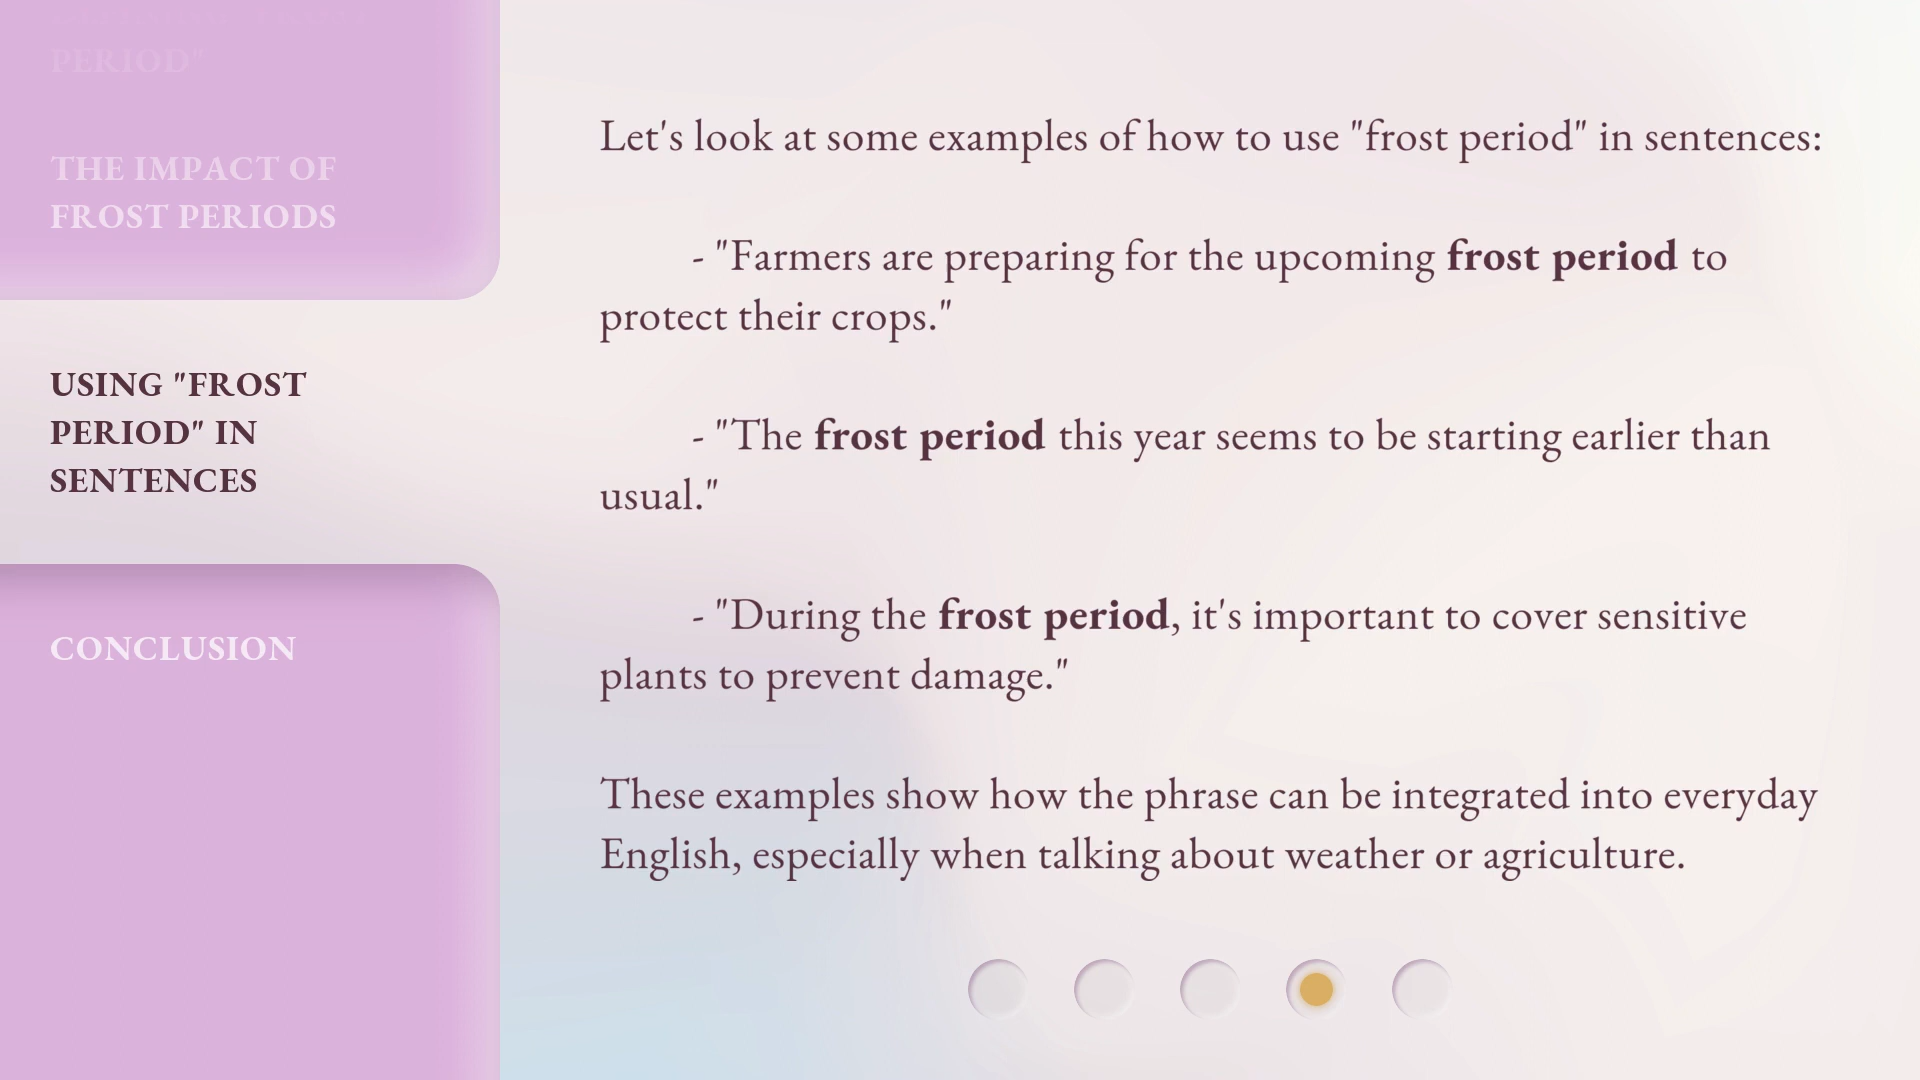 PERIOD"
THE IMPACT OF
FROST PERIODS
USING "FROST
PERIOD" IN
SENTENCES
CONCLUSION
Let's look at some examples of how to use "frost period" in sentences:
- "Farmers are preparing for the upcoming frost period to
protect their crops."
- "The frost period this year seems to be starting earlier than
usual."
- "During the frost period, it's important to cover sensitive
plants to prevent damage."
These examples show how the phrase can be integrated into everyday
English, especially when talking about weather or agriculture.